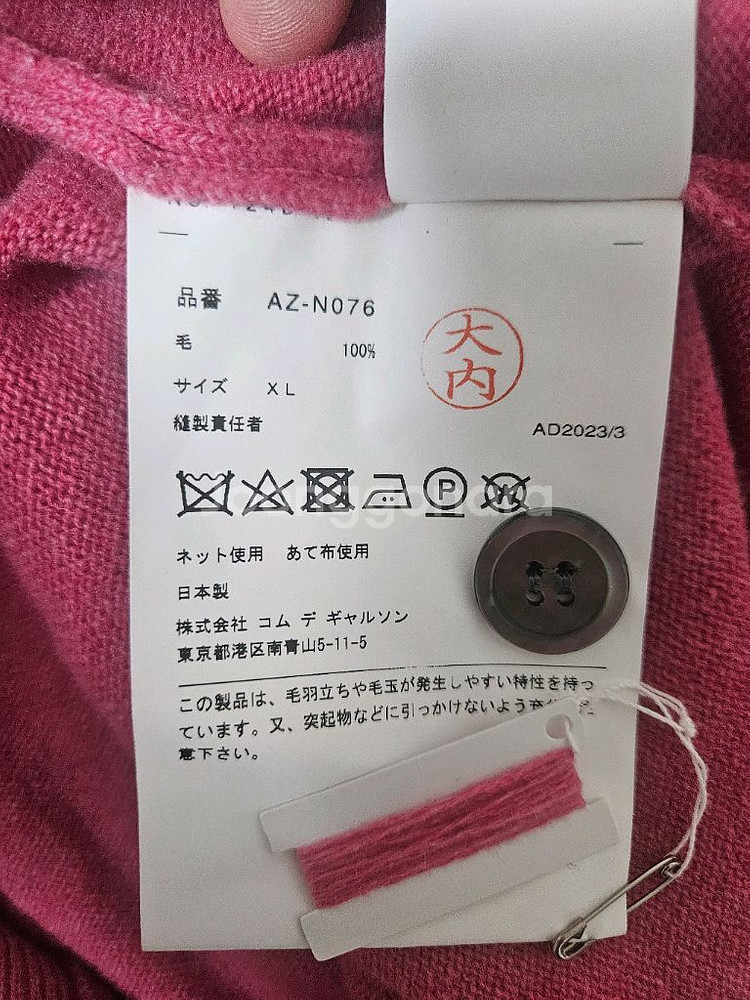 品番 AZ-N076
毛 100%
大内
サイズ XL
縫製責任者
AD2023/3
P W
ネット使用 あて布使用
日本製
株式会社 コム デ ギャルソン
東京都港区南青山5-11-5
この製品は、毛羽立ちや毛玉が発生しやすい特性を持っ
ています。又、突起物などに引っかけないよう
意下さい。